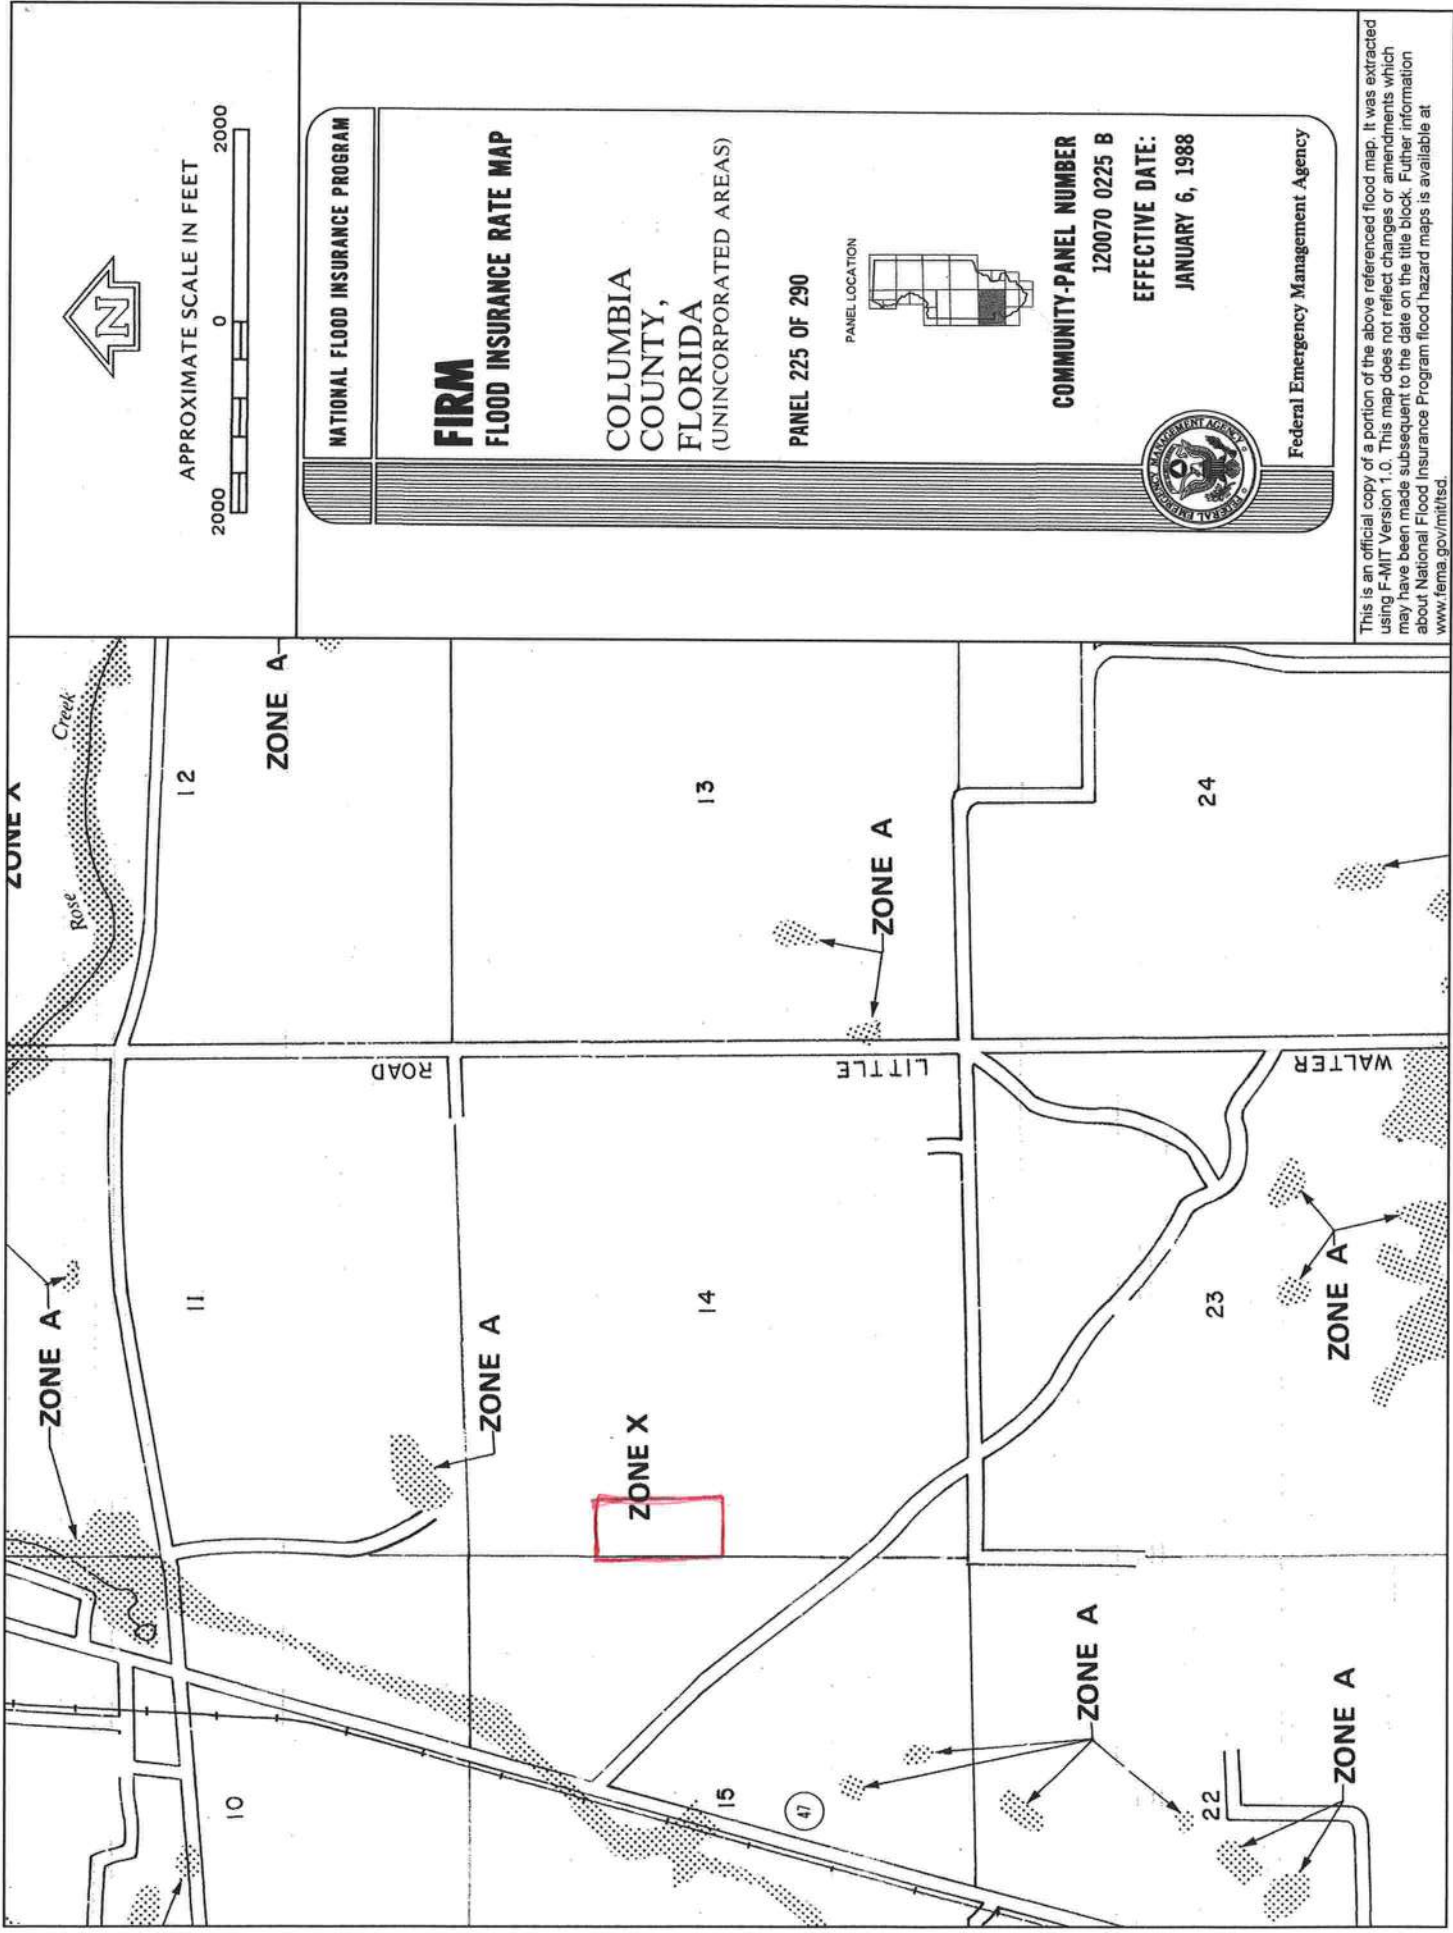 APPROXIMATE SCALE IN FEET
2000 0 2000
N
NATIONAL FLOOD INSURANCE PROGRAM
FIRM
FLOOD INSURANCE RATE MAP
COLUMBIA
COUNTY,
FLORIDA
(UNINCORPORATED AREAS)
PANEL 225 OF 290
PANEL LOCATION
COMMUNITY-PANEL NUMBER
120070 0225 B
EFFECTIVE DATE:
JANUARY 6, 1988
FEDERAL EMERGENCY MANAGEMENT AGENCY
Federal Emergency Management Agency
This is an official copy of a portion of the above referenced flood map. It was extracted
using F-MIT Version 1.0. This map does not reflect changes or amendments which
may have been made subsequent to the date on the title block. Futher information
about National Flood Insurance Program flood hazard maps is available at
www.fema.gov/mit/tsd.
ZONE X
Rose
Creek
ZONE A
ZONE A
10
11
12
ROAD
ZONE A
ZONE X
15
14
13
47
LITTLE
ZONE A
ZONE A
22
23
24
WALTER
ZONE A
ZONE A